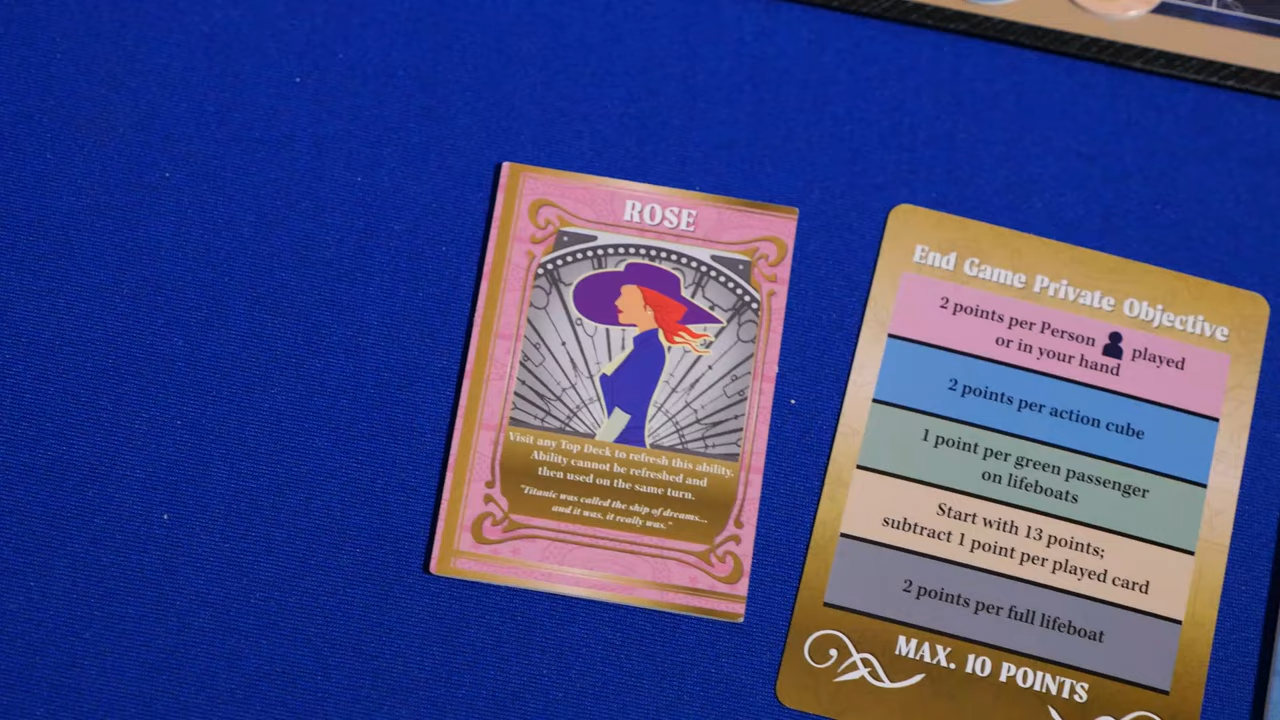 ROSE
Visit any Top Deck to refresh this ability.
Ability cannot be refreshed and
then used on the same turn.
"Titanic was called the ship of dreams...
and it was, it really was."
End Game Private Objective
2 points per Person played
or in your hand
2 points per action cube
1 point per green passenger
on lifeboats
Start with 13 points;
subtract 1 point per played card
2 points per full lifeboat
MAX. 10 POINTS